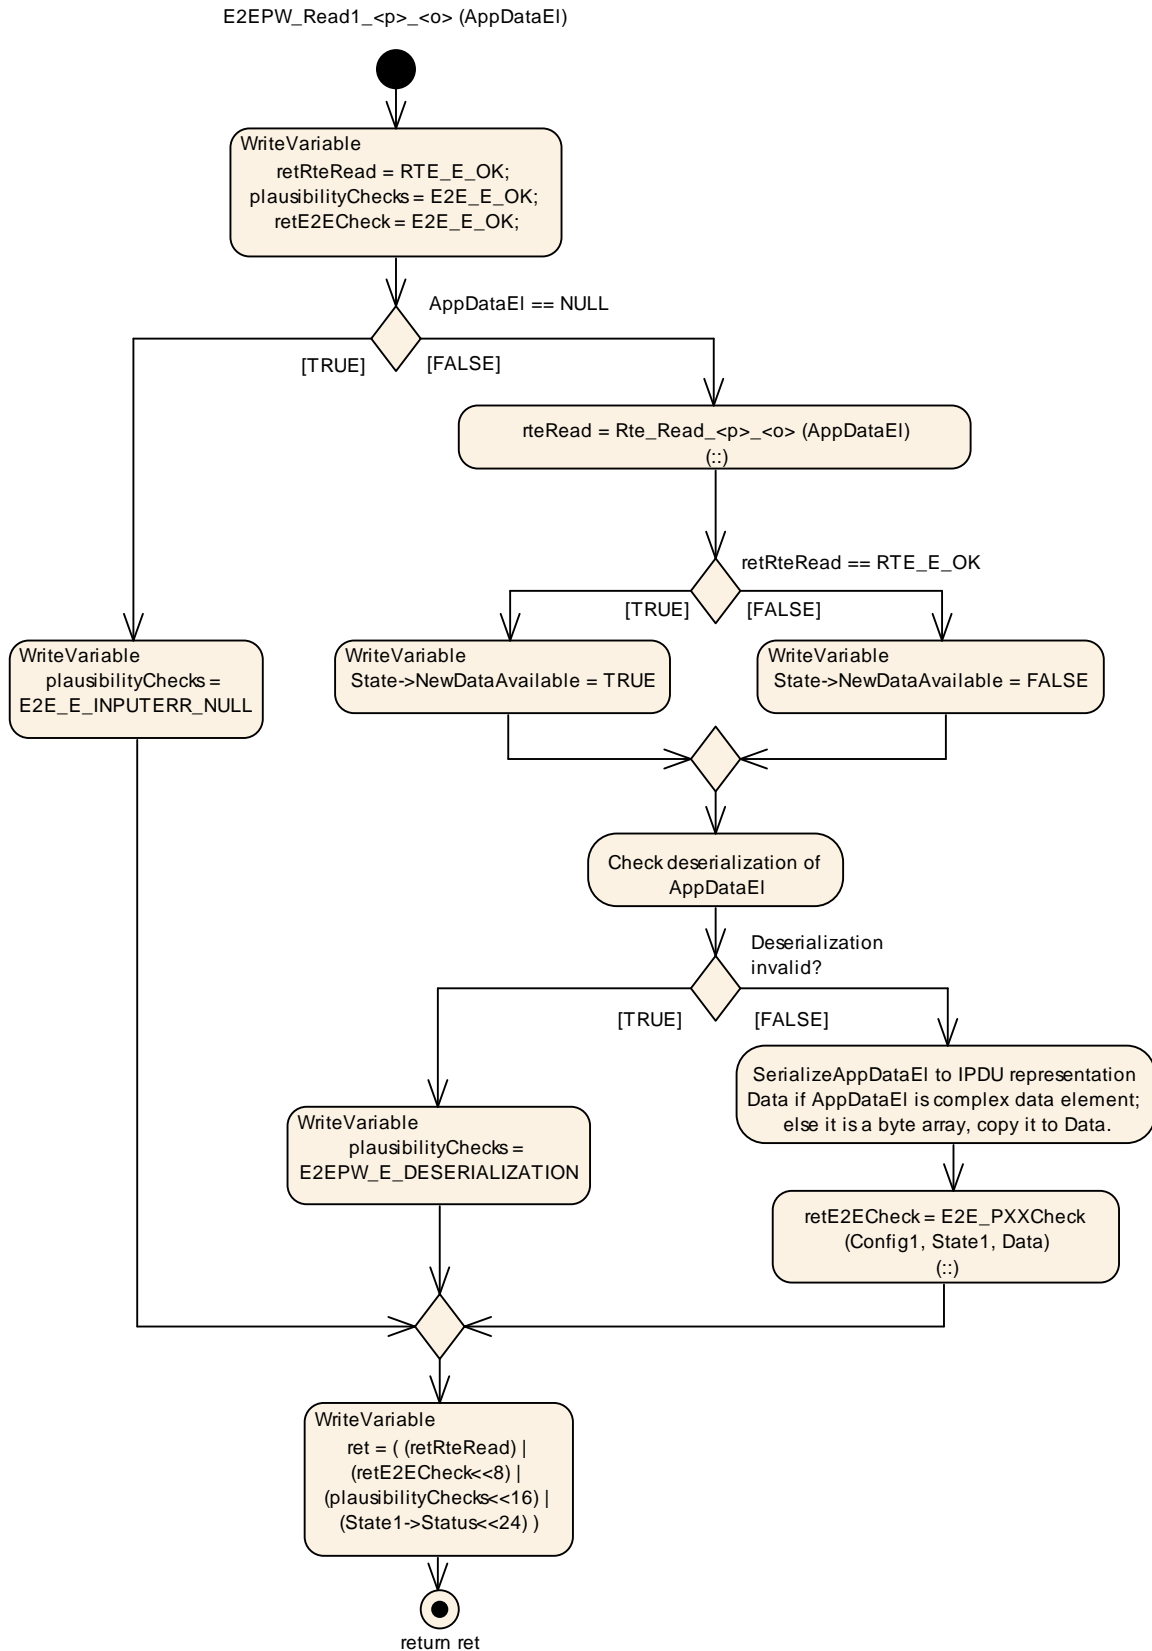 E2EPW_Read1_<p>_<o> (AppDataEl)
WriteVariable
retRteRead = RTE_E_OK;
plausibilityChecks = E2E_E_OK;
retE2ECheck = E2E_E_OK;
AppDataEl == NULL
[TRUE]
[FALSE]
rteRead = Rte_Read_<p>_<o> (AppDataEl)
(::)
retRteRead == RTE_E_OK
[TRUE]
[FALSE]
WriteVariable
plausibilityChecks =
E2E_E_INPUTERR_NULL
WriteVariable
State->NewDataAvailable = TRUE
WriteVariable
State->NewDataAvailable = FALSE
Check deserialization of
AppDataEl
Deserialization
invalid?
[TRUE]
[FALSE]
SerializeAppDataEl to IPDU representation
Data if AppDataEl is complex data element;
else it is a byte array, copy it to Data.
WriteVariable
plausibilityChecks =
E2EPW_E_DESERIALIZATION
retE2ECheck = E2E_PXXCheck
(Config1, State1, Data)
(::)
WriteVariable
ret = ( (retRteRead) |
(retE2ECheck<<8) |
(plausibilityChecks<<16) |
(State1->Status<<24) )
return ret